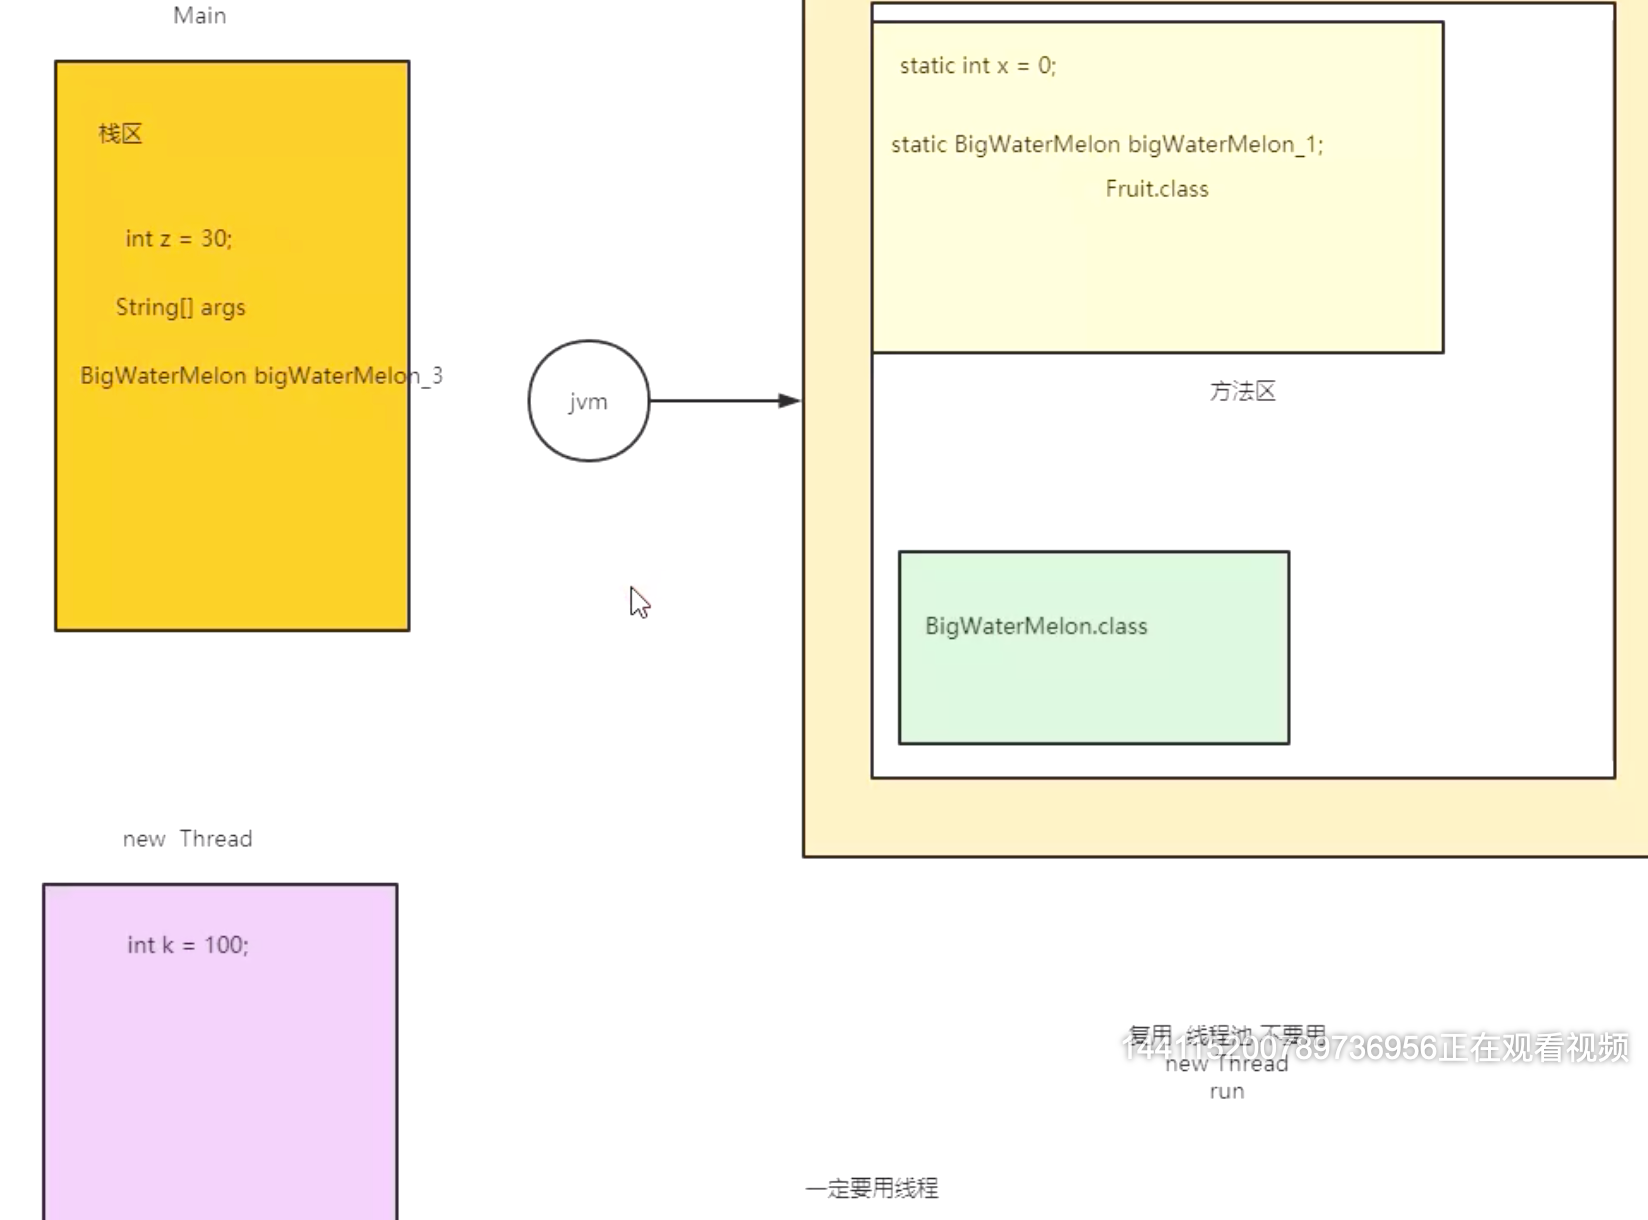 Main
栈区
int z = 30;
String[] args
BigWaterMelon bigWaterMelon_3
jvm
static int x = 0;
static BigWaterMelon bigWaterMelon_1;
Fruit.class
方法区
BigWaterMelon.class
new Thread
int k = 100;
复用 线程池 不要用
new Thread
run
144115200789736956正在观看视频
一定要用线程